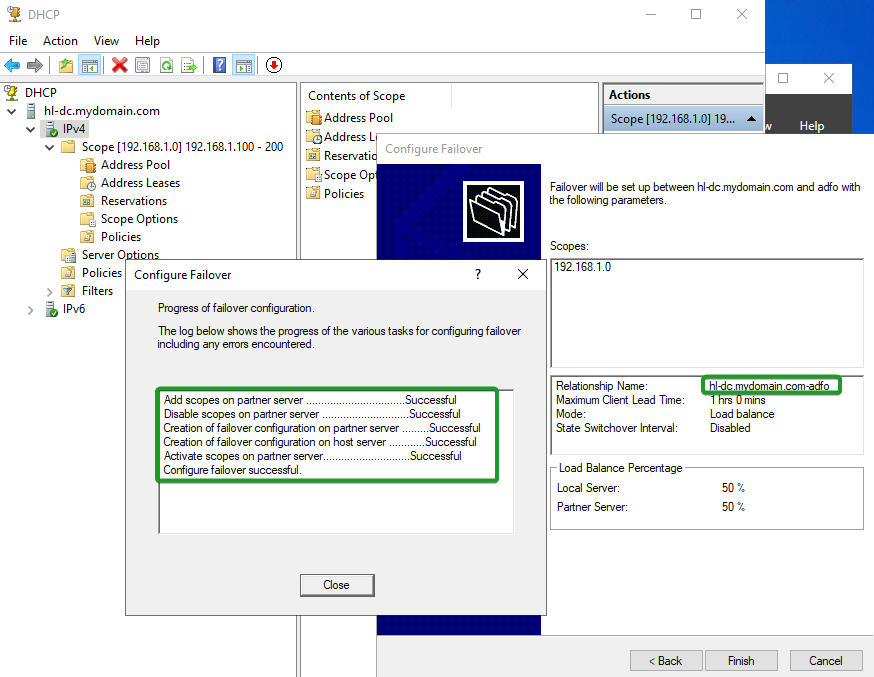 DHCP
File Action View Help
DHCP
hl-dc.mydomain.com
IPv4
Scope [192.168.1.0] 192.168.1.100 - 200
Address Pool
Address Leases
Reservations
Scope Options
Policies
Server Options
Policies
Filters
IPv6
Contents of Scope
Address Pool
Address Le
Reservatio
Scope Opt
Policies
Actions
Scope [192.168.1.0] 19...
w Help
Configure Failover
Failover will be set up between hl-dc.mydomain.com and adfo with
the following parameters.
Scopes:
192.168.1.0
Relationship Name: hl-dc.mydomain.com-adfo
Maximum Client Lead Time: 1 hrs 0 mins
Mode: Load balance
State Switchover Interval: Disabled
Load Balance Percentage
Local Server: 50 %
Partner Server: 50 %
< Back Finish Cancel
Configure Failover
?
Progress of failover configuration.
The log below shows the progress of the various tasks for configuring failover
including any errors encountered.
Add scopes on partner server ..................................Successful
Disable scopes on partner server ..............................Successful
Creation of failover configuration on partner server .........Successful
Creation of failover configuration on host server ............Successful
Activate scopes on partner server.............................Successful
Configure failover successful.
Close